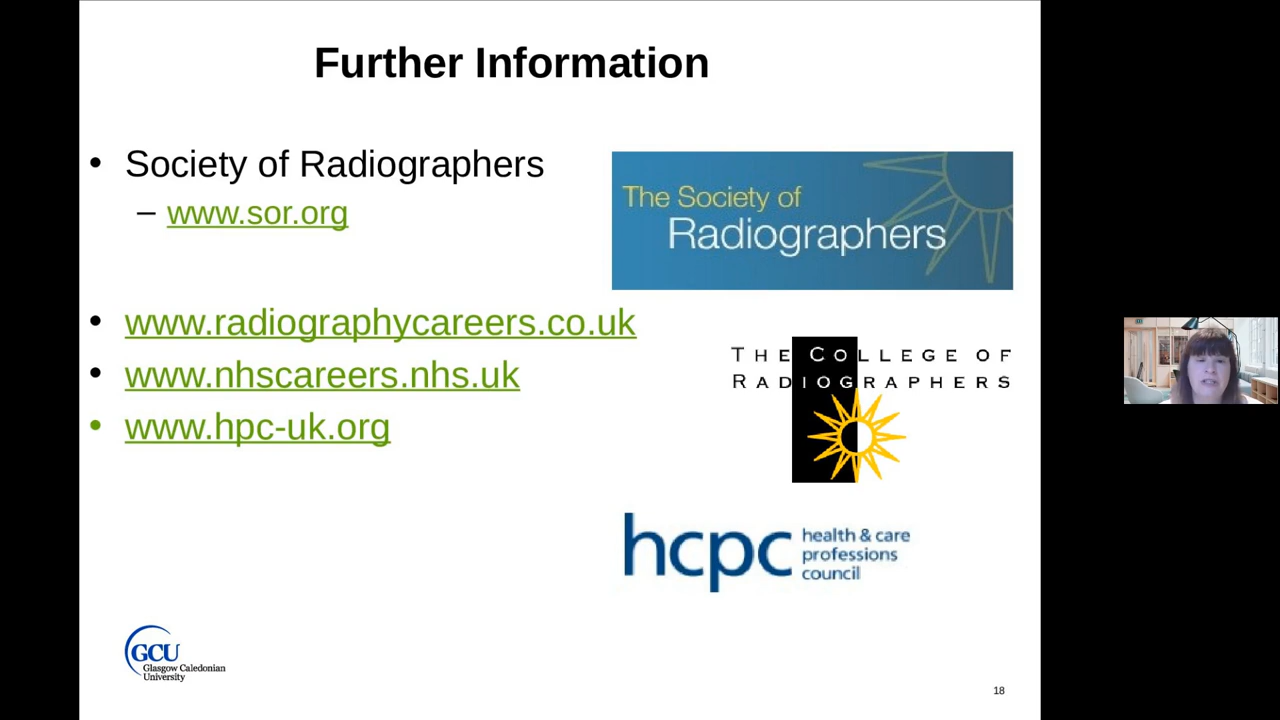 Further Information
• Society of Radiographers
– www.sor.org
• www.radiographycareers.co.uk
• www.nhscareers.nhs.uk
• www.hpc-uk.org
The Society of
Radiographers
THE COLLEGE OF
RADIOGRAPHERS
hcpc
health & care
professions
council
GCU
Glasgow Caledonian
University
18